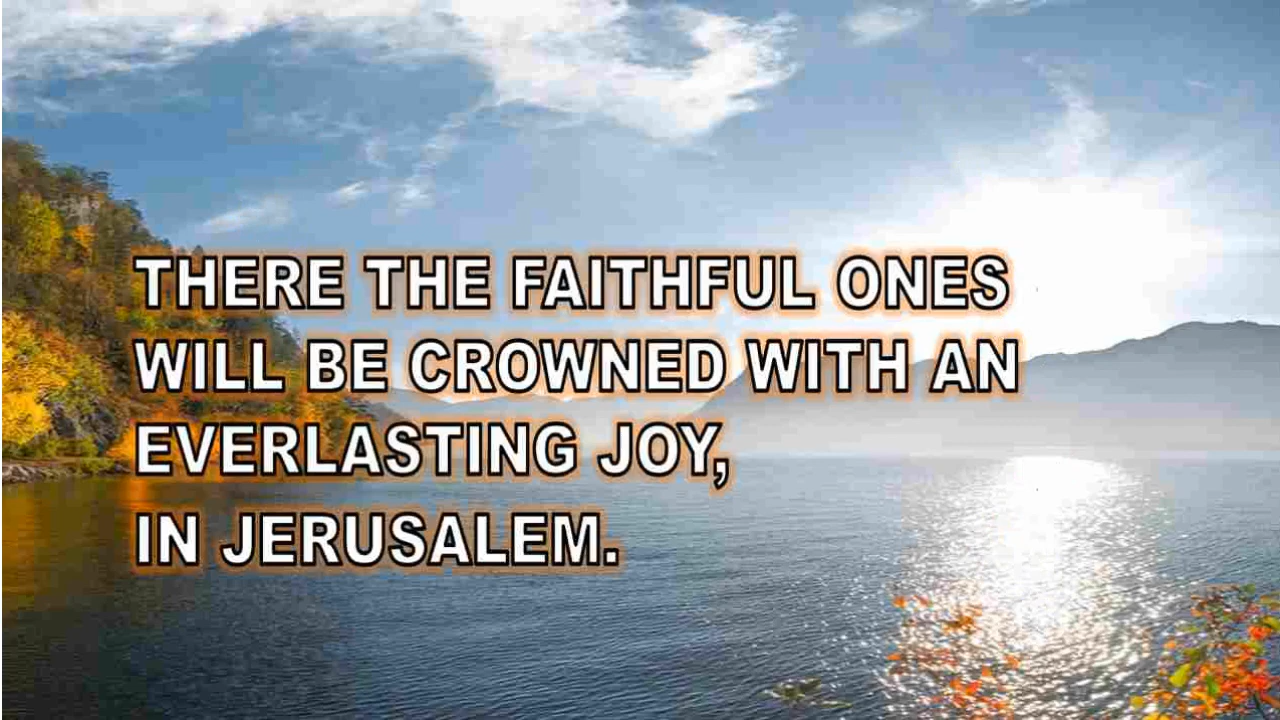 THERE THE FAITHFUL ONES
WILL BE CROWNED WITH AN
EVERLASTING JOY,
IN JERUSALEM.